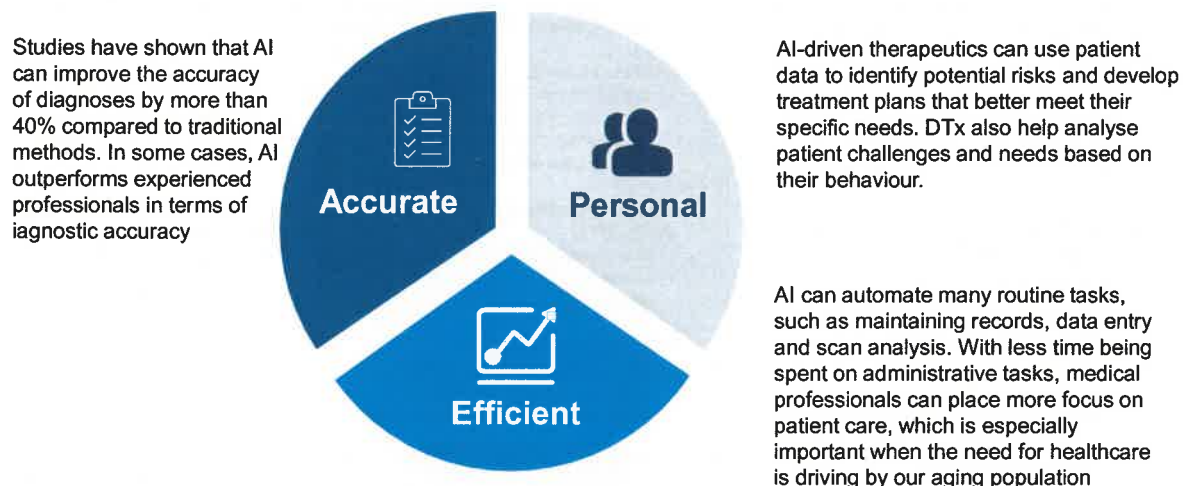 Studies have shown that AI
can improve the accuracy
of diagnoses by more than
40% compared to traditional
methods. In some cases, AI
outperforms experienced
professionals in terms of
iagnostic accuracy
Accurate
Personal
Efficient
AI-driven therapeutics can use patient
data to identify potential risks and develop
treatment plans that better meet their
specific needs. DTx also help analyse
patient challenges and needs based on
their behaviour.
AI can automate many routine tasks,
such as maintaining records, data entry
and scan analysis. With less time being
spent on administrative tasks, medical
professionals can place more focus on
patient care, which is especially
important when the need for healthcare
is driving by our aging population